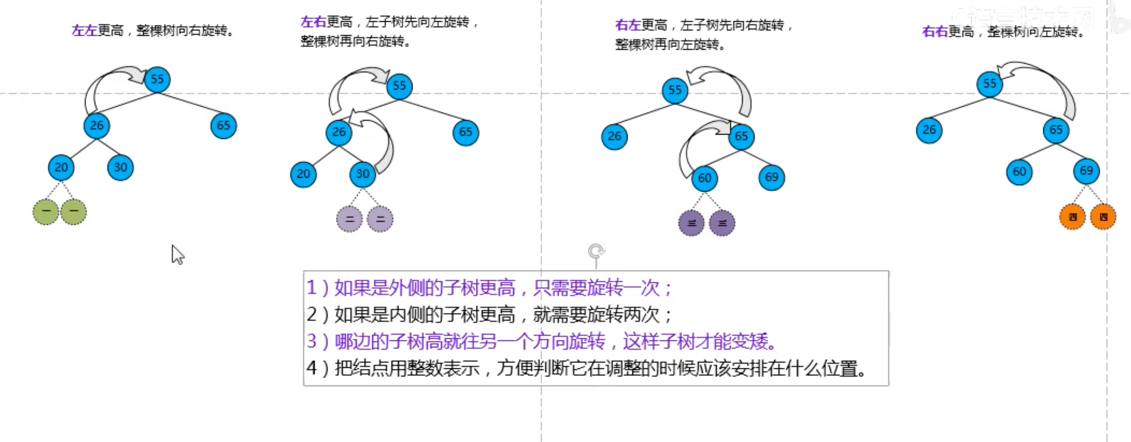 左左更高，整棵树向右旋转。
左右更高，左子树先向左旋转，
整棵树再向右旋转。
右左更高，左子树先向右旋转，
整棵树再向左旋转。
右右更高，整棵树向左旋转。
55
26
65
20
30
一
一
55
26
65
20
30
二
二
55
26
65
60
69
三
三
55
26
65
60
69
四
四
1）如果是外侧的子树更高，只需要旋转一次；
2）如果是内侧的子树更高，就需要旋转两次；
3）哪边的子树高就往另一个方向旋转，这样子树才能变矮。
4）把结点用整数表示，方便判断它在调整的时候应该安排在什么位置。